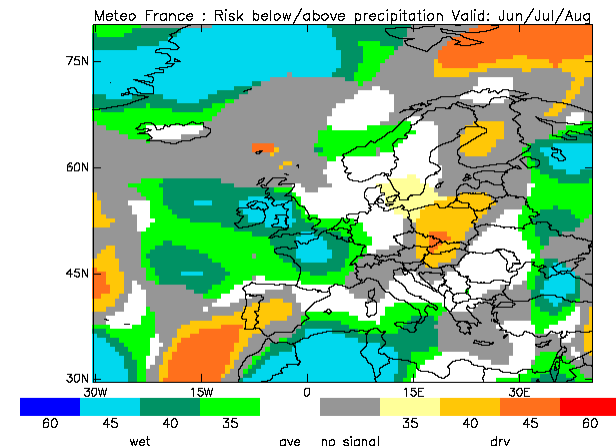 Meteo France : Risk below/above precipitation Valid: Jun/Jul/Aug
75N
60N
45N
30N
30W 15W 0 15E 30E
60 45 40 35 35 40 45 60
wet ave no signal dry